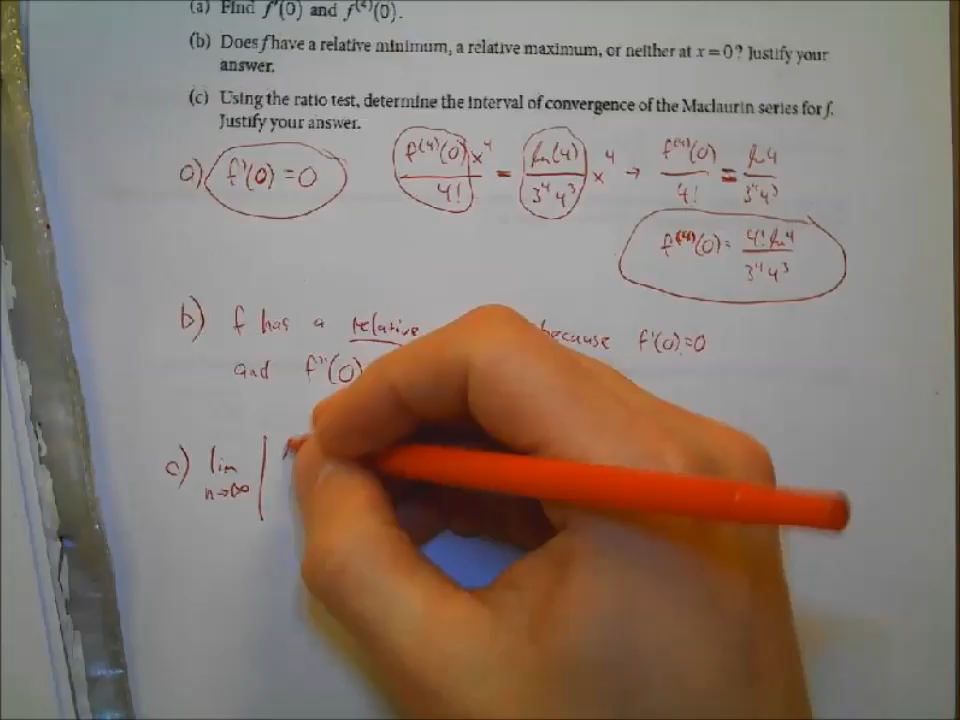 (a) Find f′(0) and f⁽⁴⁾(0).
(b) Does f have a relative minimum, a relative maximum, or neither at x = 0? Justify your
answer.
(c) Using the ratio test, determine the interval of convergence of the Maclaurin series for f.
Justify your answer.
a) f'(0) = 0 f⁽⁴⁾(0)x⁴/4! = ln(4)/3⁴4³ x⁴ → f⁽⁴⁾(0)/4! = ln4/3⁴4³
f⁽⁴⁾(0) = 4! ln4/3⁴4³
b) f has a relative because f'(0)=0
and f''(0)
c) lim n→∞ |